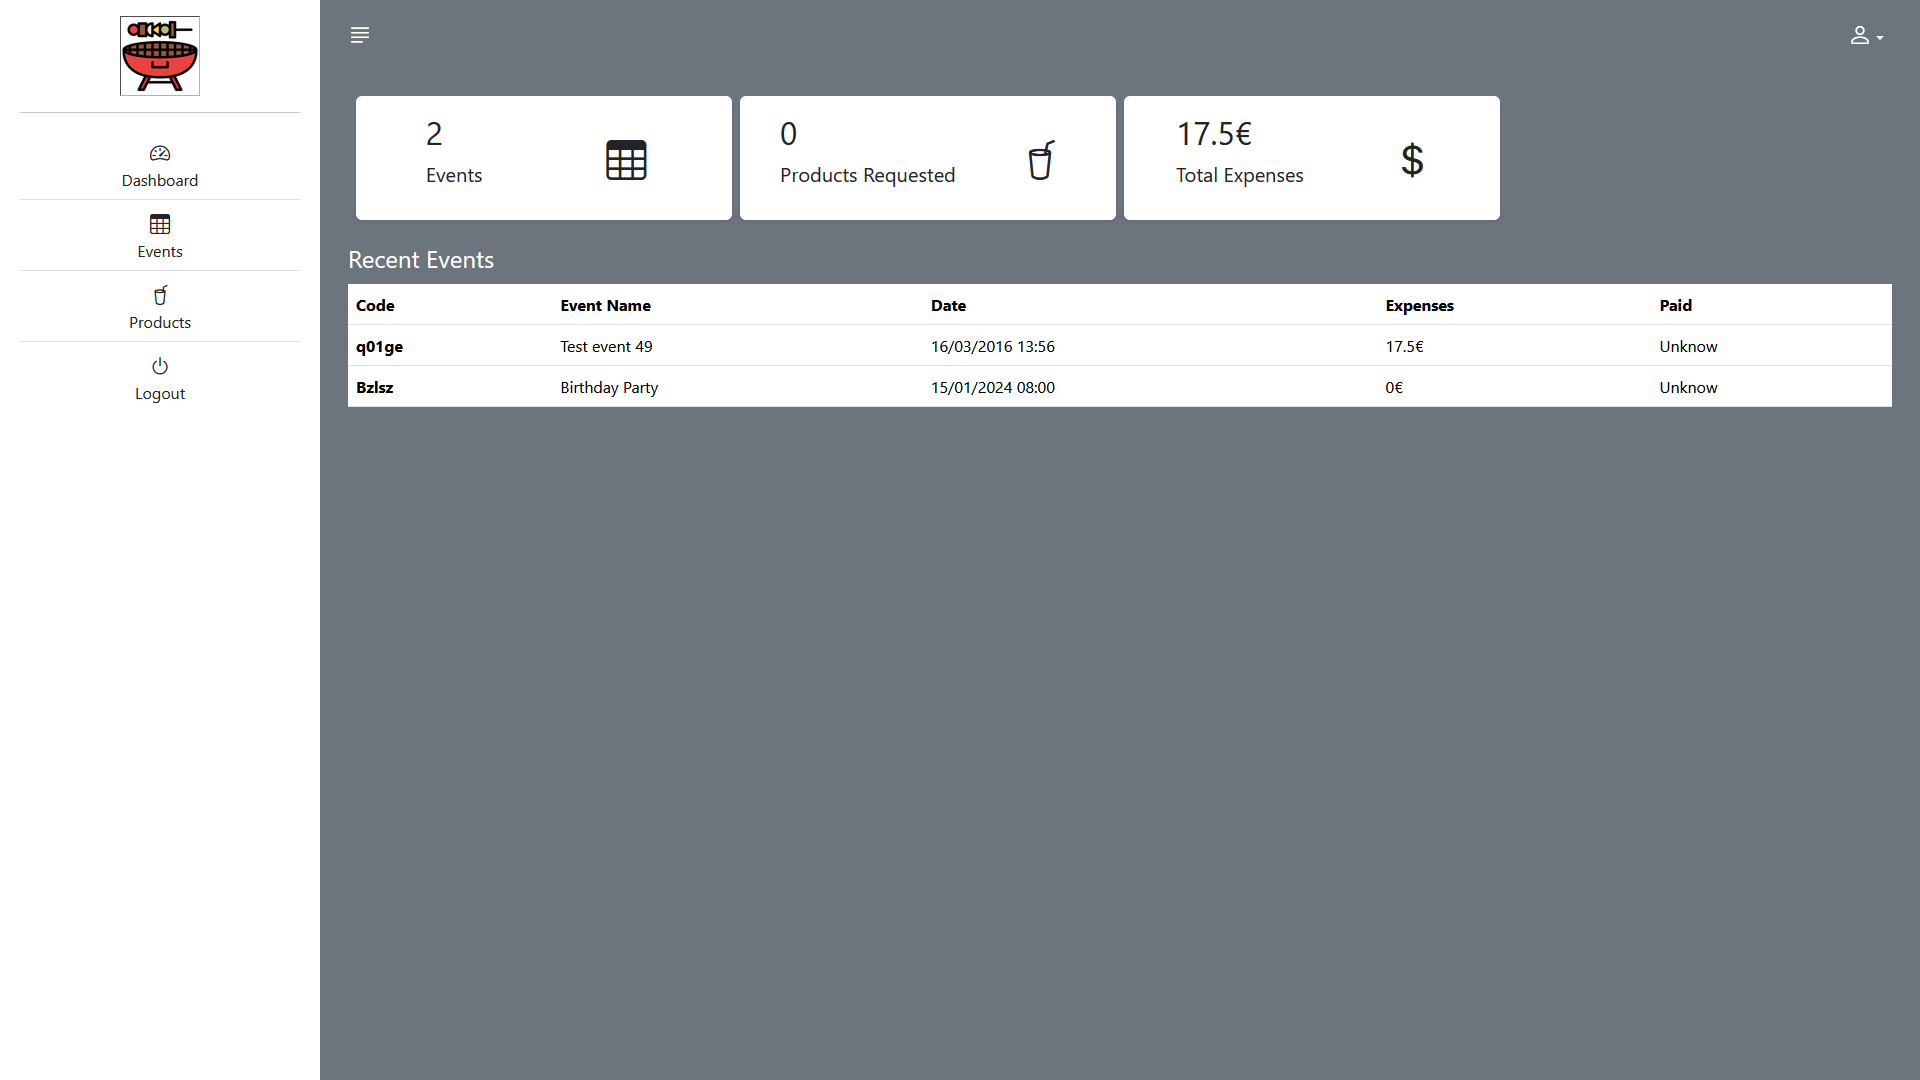 Dashboard
Events
Products
Logout
2
Events
0
Products Requested
17.5€
Total Expenses
$
Recent Events
Code Event Name Date Expenses Paid
q01ge Test event 49 16/03/2016 13:56 17.5€ Unknow
Bzlsz Birthday Party 15/01/2024 08:00 0€ Unknow